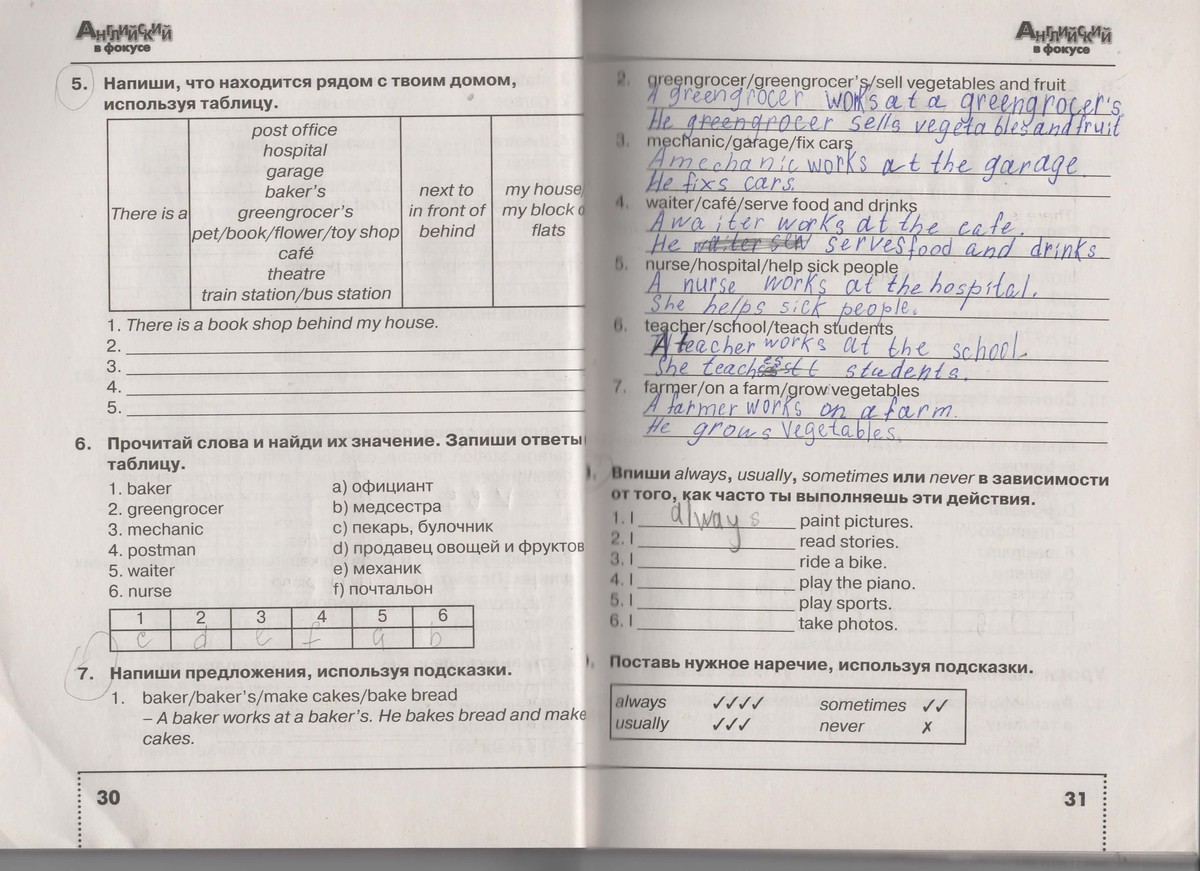 Английский
в фокусе
5. Напиши, что находится рядом с твоим домом,
используя таблицу.
There is a
post office
hospital
garage
baker's
greengrocer's
pet/book/flower/toy shop
café
theatre
train station/bus station
next to
in front of
behind
my house/
my block o
flats
1. There is a book shop behind my house.
2.
3.
4.
5.
6. Прочитай слова и найди их значение. Запиши ответы
таблицу.
1. baker a) официант
2. greengrocer b) медсестра
3. mechanic c) пекарь, булочник
4. postman d) продавец овощей и фруктов
5. waiter e) механик
6. nurse f) почтальон
1 2 3 4 5 6
c d e f a b
7. Напиши предложения, используя подсказки.
1. baker/baker's/make cakes/bake bread
– A baker works at a baker's. He bakes bread and make
cakes.
30
Английский
в фокусе
2. greengrocer/greengrocer's/sell vegetables and fruit
A greengrocer works at a greengrocer's.
He greengrocer sells vegetables and fruit
3. mechanic/garage/fix cars
A mechanic works at the garage.
He fixs cars.
4. waiter/café/serve food and drinks
A waiter works at the cafe.
He serves food and drinks
5. nurse/hospital/help sick people
A nurse works at the hospital.
She helps sick people.
6. teacher/school/teach students
A teacher works at the school
She teaches students.
7. farmer/on a farm/grow vegetables
A farmer works on a farm.
He grows vegetables.
Впиши always, usually, sometimes или never в зависимости
от того, как часто ты выполняешь эти действия.
1. I always paint pictures.
2. I read stories.
3. I ride a bike.
4. I play the piano.
5. I play sports.
6. I take photos.
Поставь нужное наречие, используя подсказки.
always ✓✓✓✓ sometimes ✓✓
usually ✓✓✓ never ✗
31